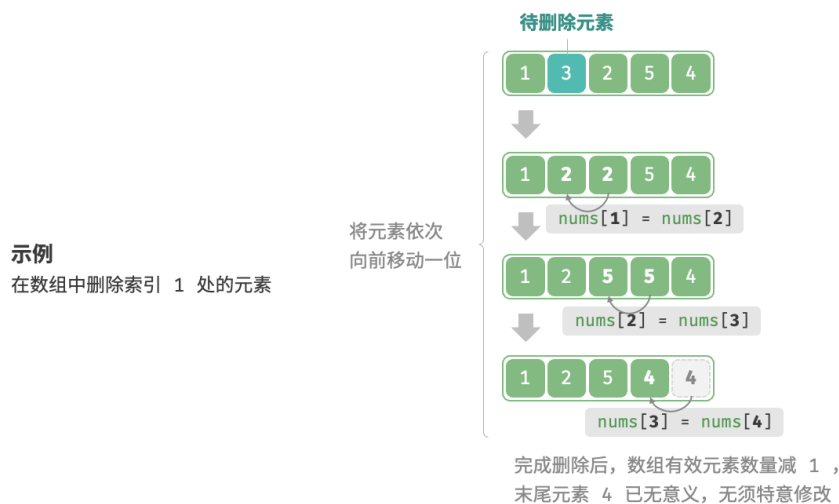 待删除元素
1 3 2 5 4
1 2 2 5 4
nums[1] = nums[2]
将元素依次
向前移动一位
示例
在数组中删除索引 1 处的元素
1 2 5 5 4
nums[2] = nums[3]
1 2 5 4 4
nums[3] = nums[4]
完成删除后，数组有效元素数量减 1 ，
末尾元素 4 已无意义，无须特意修改